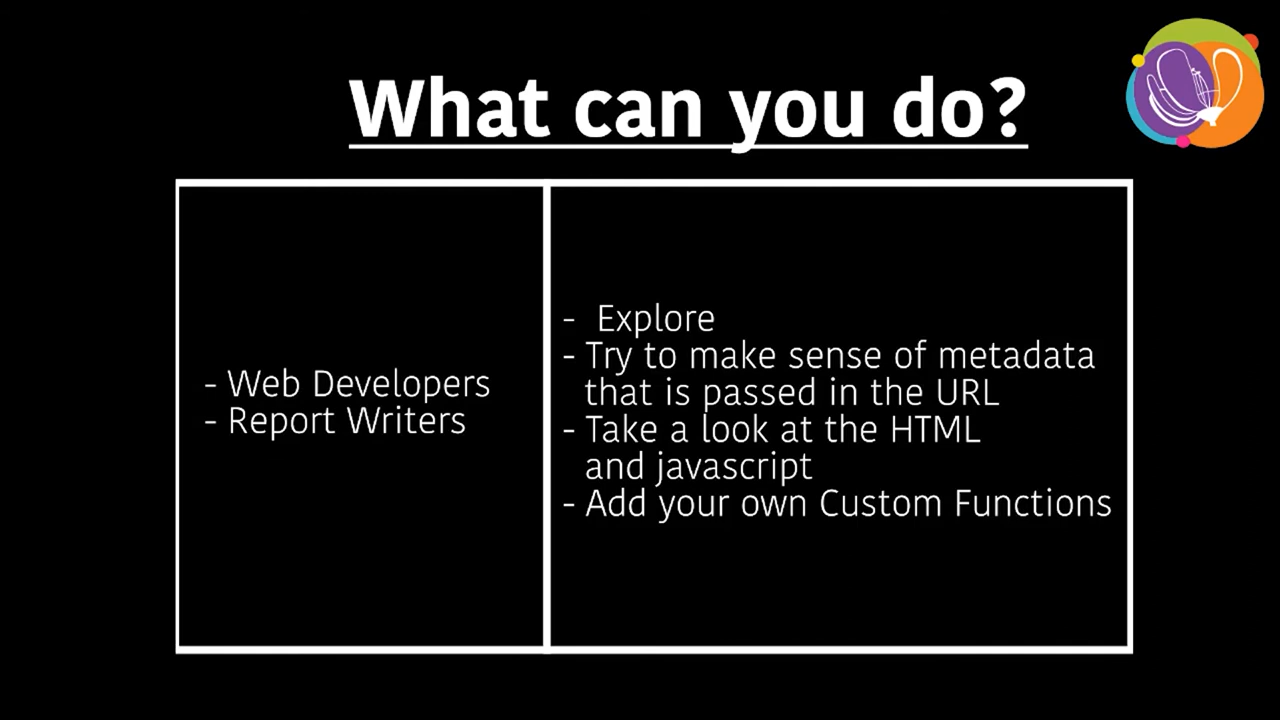 What can you do?
- Web Developers
- Report Writers
- Explore
- Try to make sense of metadata
that is passed in the URL
- Take a look at the HTML
and javascript
- Add your own Custom Functions